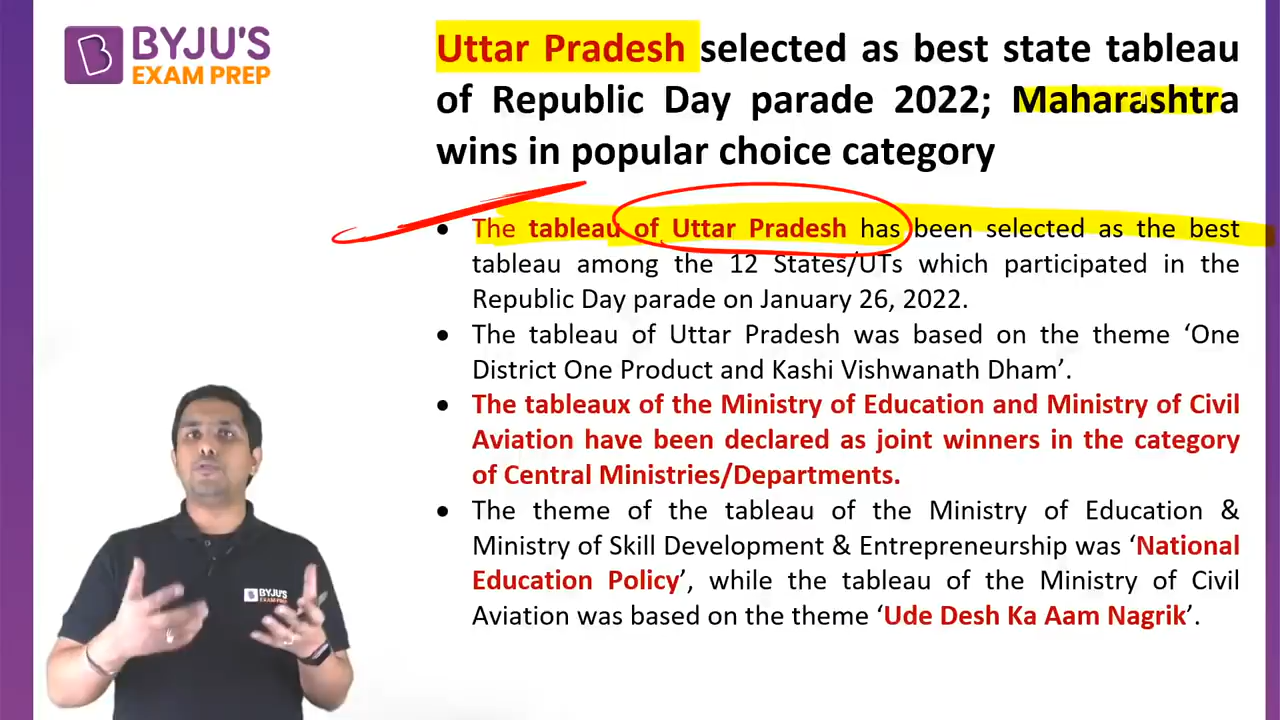 BYJU'S
EXAM PREP
Uttar Pradesh selected as best state tableau
of Republic Day parade 2022; Maharashtra
wins in popular choice category
• The tableau of Uttar Pradesh has been selected as the best
tableau among the 12 States/UTs which participated in the
Republic Day parade on January 26, 2022.
• The tableau of Uttar Pradesh was based on the theme ‘One
District One Product and Kashi Vishwanath Dham’.
• The tableaux of the Ministry of Education and Ministry of Civil
Aviation have been declared as joint winners in the category
of Central Ministries/Departments.
• The theme of the tableau of the Ministry of Education &
Ministry of Skill Development & Entrepreneurship was ‘National
Education Policy’, while the tableau of the Ministry of Civil
Aviation was based on the theme ‘Ude Desh Ka Aam Nagrik’.
BYJU'S
EXAM PREP